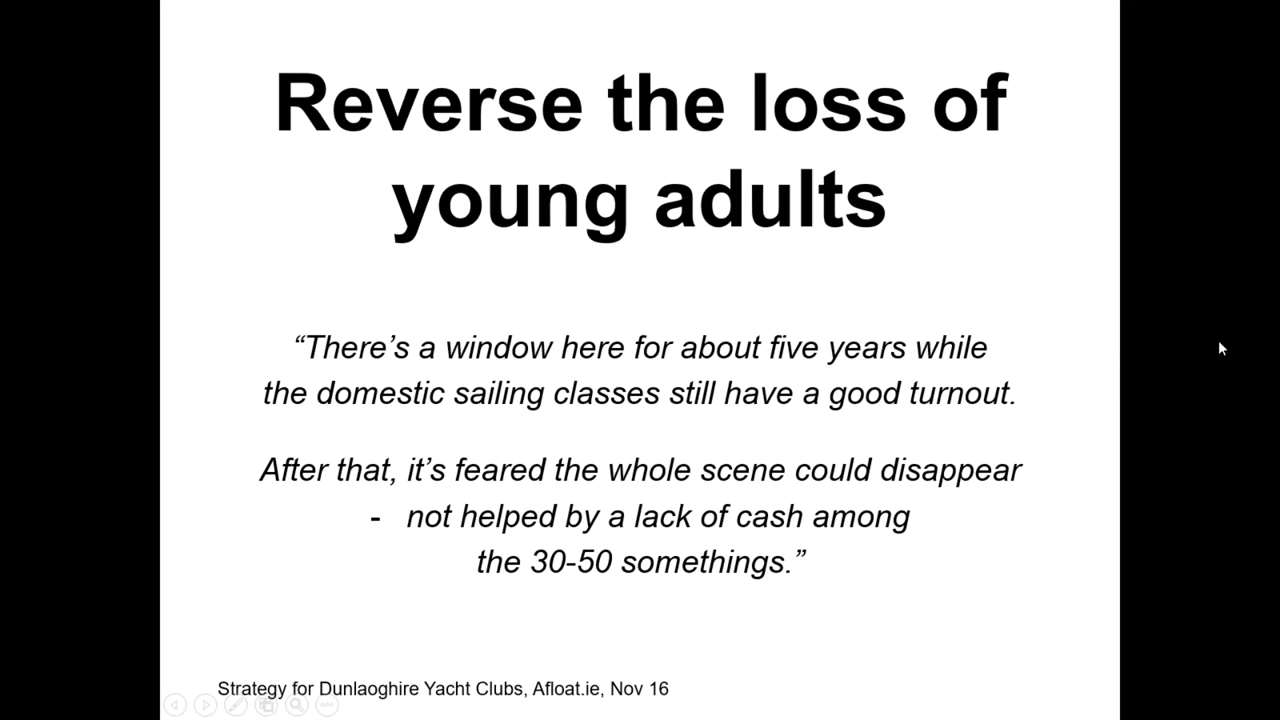 Reverse the loss of
young adults
“There’s a window here for about five years while
the domestic sailing classes still have a good turnout.
After that, it’s feared the whole scene could disappear
- not helped by a lack of cash among
the 30-50 somethings.”
Strategy for Dunlaoghire Yacht Clubs, Afloat.ie, Nov 16